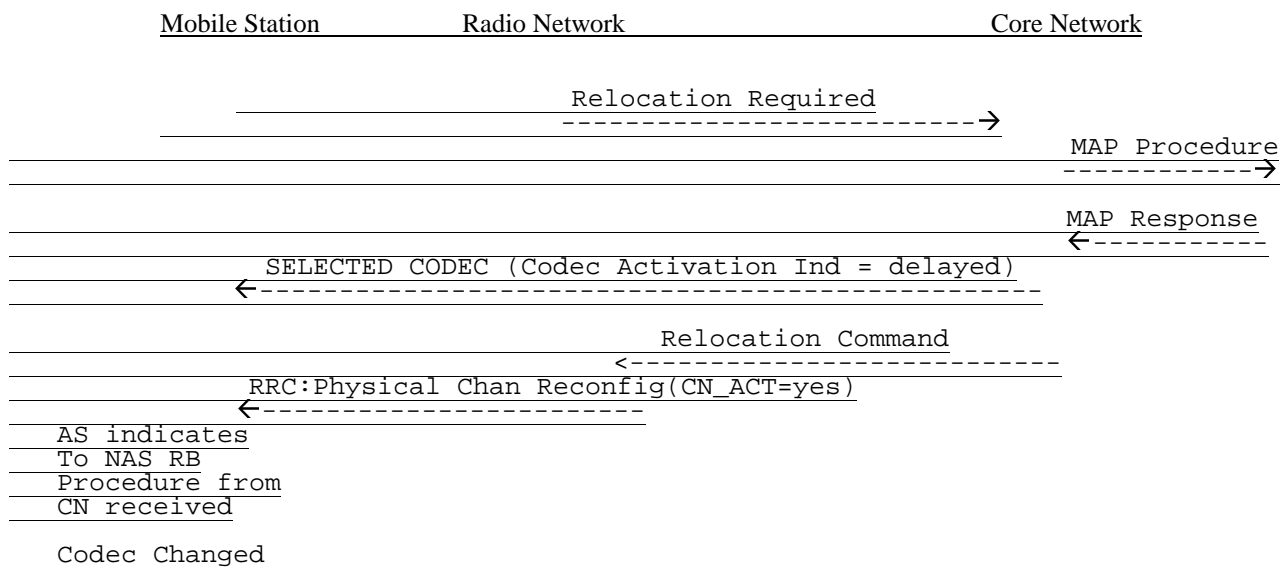 Mobile Station Radio Network Core Network
Relocation Required
-------------------------->
MAP Procedure
------------→
MAP Response
←-----------
SELECTED CODEC (Codec Activation Ind = delayed)
←-------------------------------------------------
Relocation Command
<---------------------------
RRC:Physical Chan Reconfig(CN_ACT=yes)
←------------------------
AS indicates
To NAS RB
Procedure from
CN received
Codec Changed